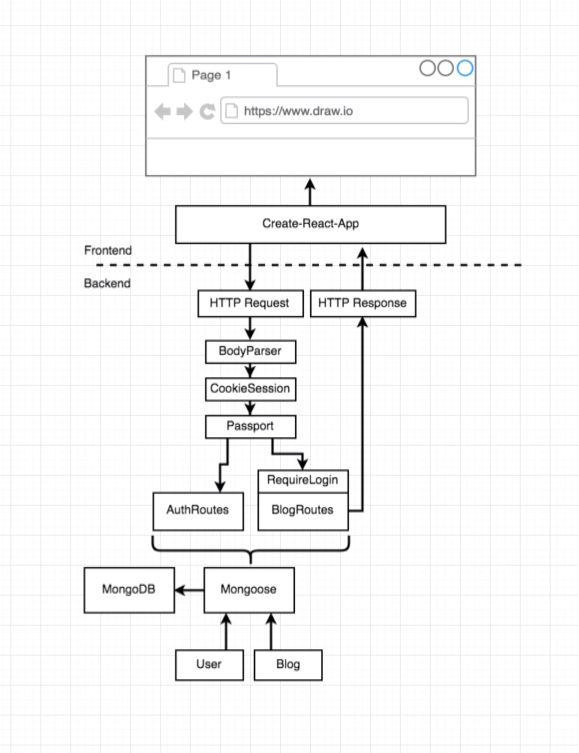 Page 1
https://www.draw.io
Create-React-App
Frontend
Backend
HTTP Request
HTTP Response
BodyParser
CookieSession
Passport
RequireLogin
AuthRoutes
BlogRoutes
MongoDB
Mongoose
User
Blog